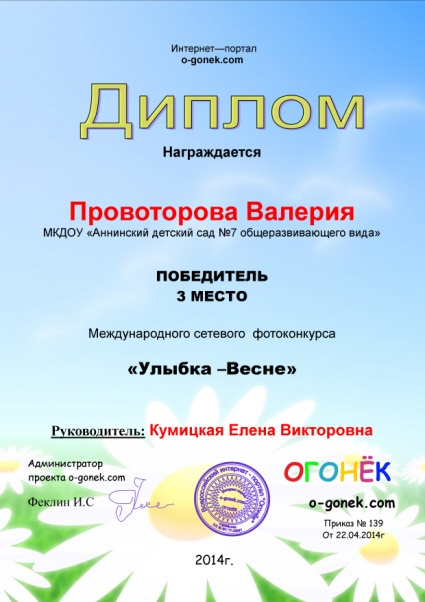 Интернет—портал
o-gonek.com
Диплом
Награждается
Провоторова Валерия
МКДОУ «Аннинский детский сад №7 общеразвивающего вида»
ПОБЕДИТЕЛЬ
3 МЕСТО
Международного сетевого фотоконкурса
«Улыбка –Весне»
Руководитель: Кумицкая Елена Викторовна
Администратор
проекта o-gonek.com
Феклин И.С
ОГОНЁК
o-gonek.com
Приказ № 139
От 22.04.2014г
2014г.